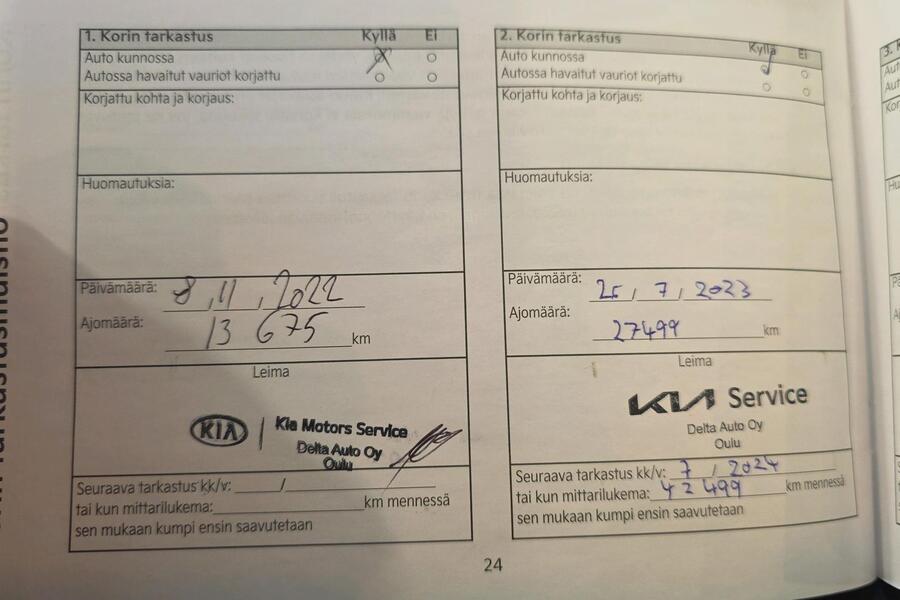 1. Korin tarkastus Kyllä Ei
Auto kunnossa
Autossa havaitut vauriot korjattu
Korjattu kohta ja korjaus:
Huomautuksia:
Päivämäärä: 8, 11, 2022
Ajomäärä: 13 675 km
Leima
KIA Kia Motors Service
Delta Auto Oy
Oulu
Seuraava tarkastus kk/v: /
tai kun mittarilukema: km mennessä
sen mukaan kumpi ensin saavutetaan
2. Korin tarkastus Kyllä Ei
Auto kunnossa
Autossa havaitut vauriot korjattu
Korjattu kohta ja korjaus:
Huomautuksia:
Päivämäärä: 25, 7, 2023
Ajomäärä: 27499 km
Leima
KIA Service
Delta Auto Oy
Oulu
Seuraava tarkastus kk/v: 7 / 2024
tai kun mittarilukema: 42499 km mennessä
sen mukaan kumpi ensin saavutetaan
24